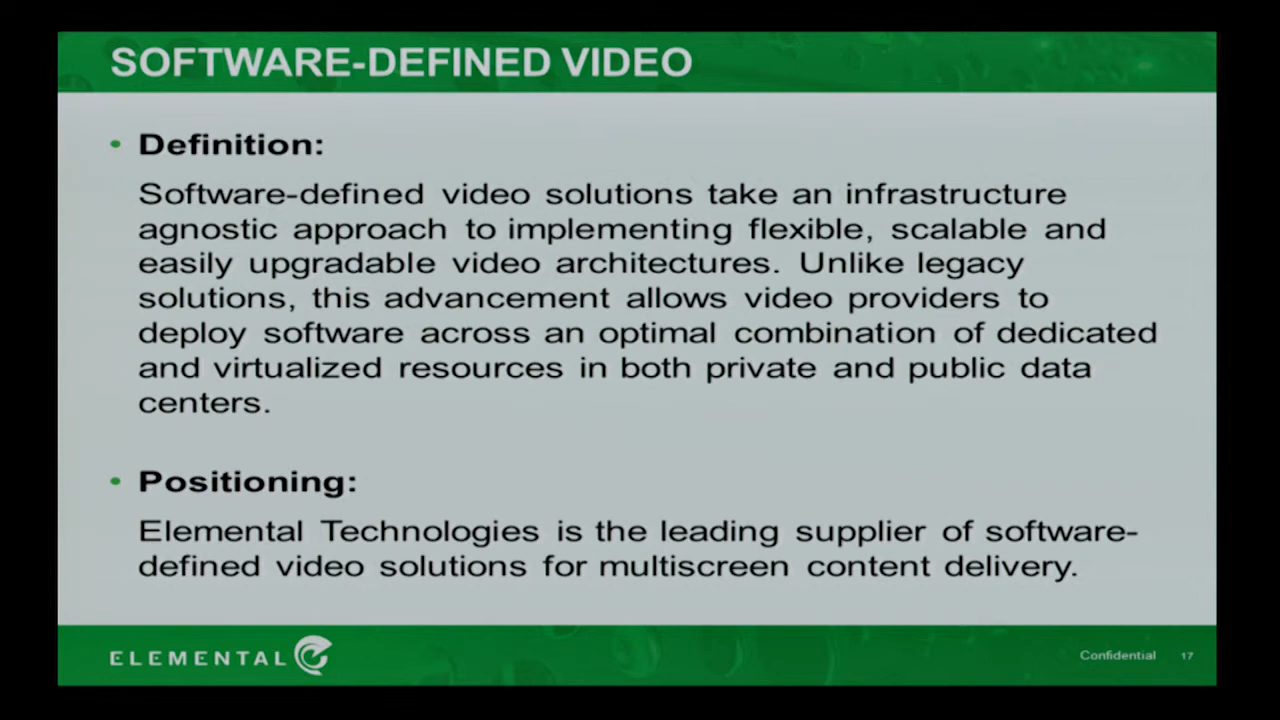 SOFTWARE-DEFINED VIDEO
• Definition:
Software-defined video solutions take an infrastructure
agnostic approach to implementing flexible, scalable and
easily upgradable video architectures. Unlike legacy
solutions, this advancement allows video providers to
deploy software across an optimal combination of dedicated
and virtualized resources in both private and public data
centers.
• Positioning:
Elemental Technologies is the leading supplier of software-
defined video solutions for multiscreen content delivery.
ELEMENTAL
Confidential 17